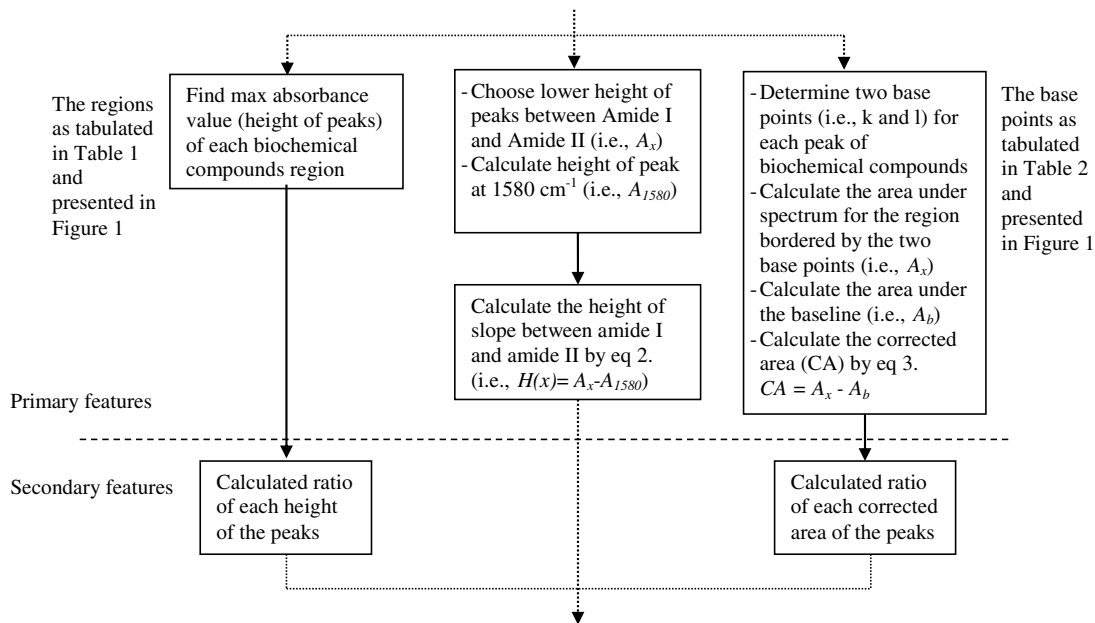 The regions
as tabulated
in Table 1
and
presented in
Figure 1
Find max absorbance
value (height of peaks)
of each biochemical
compounds region
- Choose lower height of
peaks between Amide I
and Amide II (i.e., Aₓ)
- Calculate height of peak
at 1580 cm⁻¹ (i.e., A₁₅₈₀)
Calculate the height of
slope between amide I
and amide II by eq 2.
(i.e., H(x)= Aₓ-A₁₅₈₀)
- Determine two base
points (i.e., k and l) for
each peak of
biochemical compounds
- Calculate the area under
spectrum for the region
bordered by the two
base points (i.e., Aₓ)
- Calculate the area under
the baseline (i.e., A_b)
- Calculate the corrected
area (CA) by eq 3.
CA = Aₓ - A_b
The base
points as
tabulated
in Table 2
and
presented
in Figure 1
Primary features
Secondary features
Calculated ratio
of each height
of the peaks
Calculated ratio
of each corrected
area of the peaks